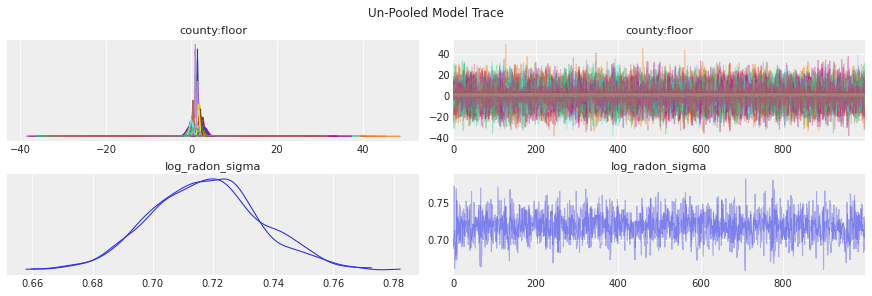 Un-Pooled Model Trace
county:floor
county:floor
40
20
0
−20
−40
−40 −20 0 20 40
0 200 400 600 800
log_radon_sigma
log_radon_sigma
0.75
0.70
0.66 0.68 0.70 0.72 0.74 0.76 0.78
0 200 400 600 800